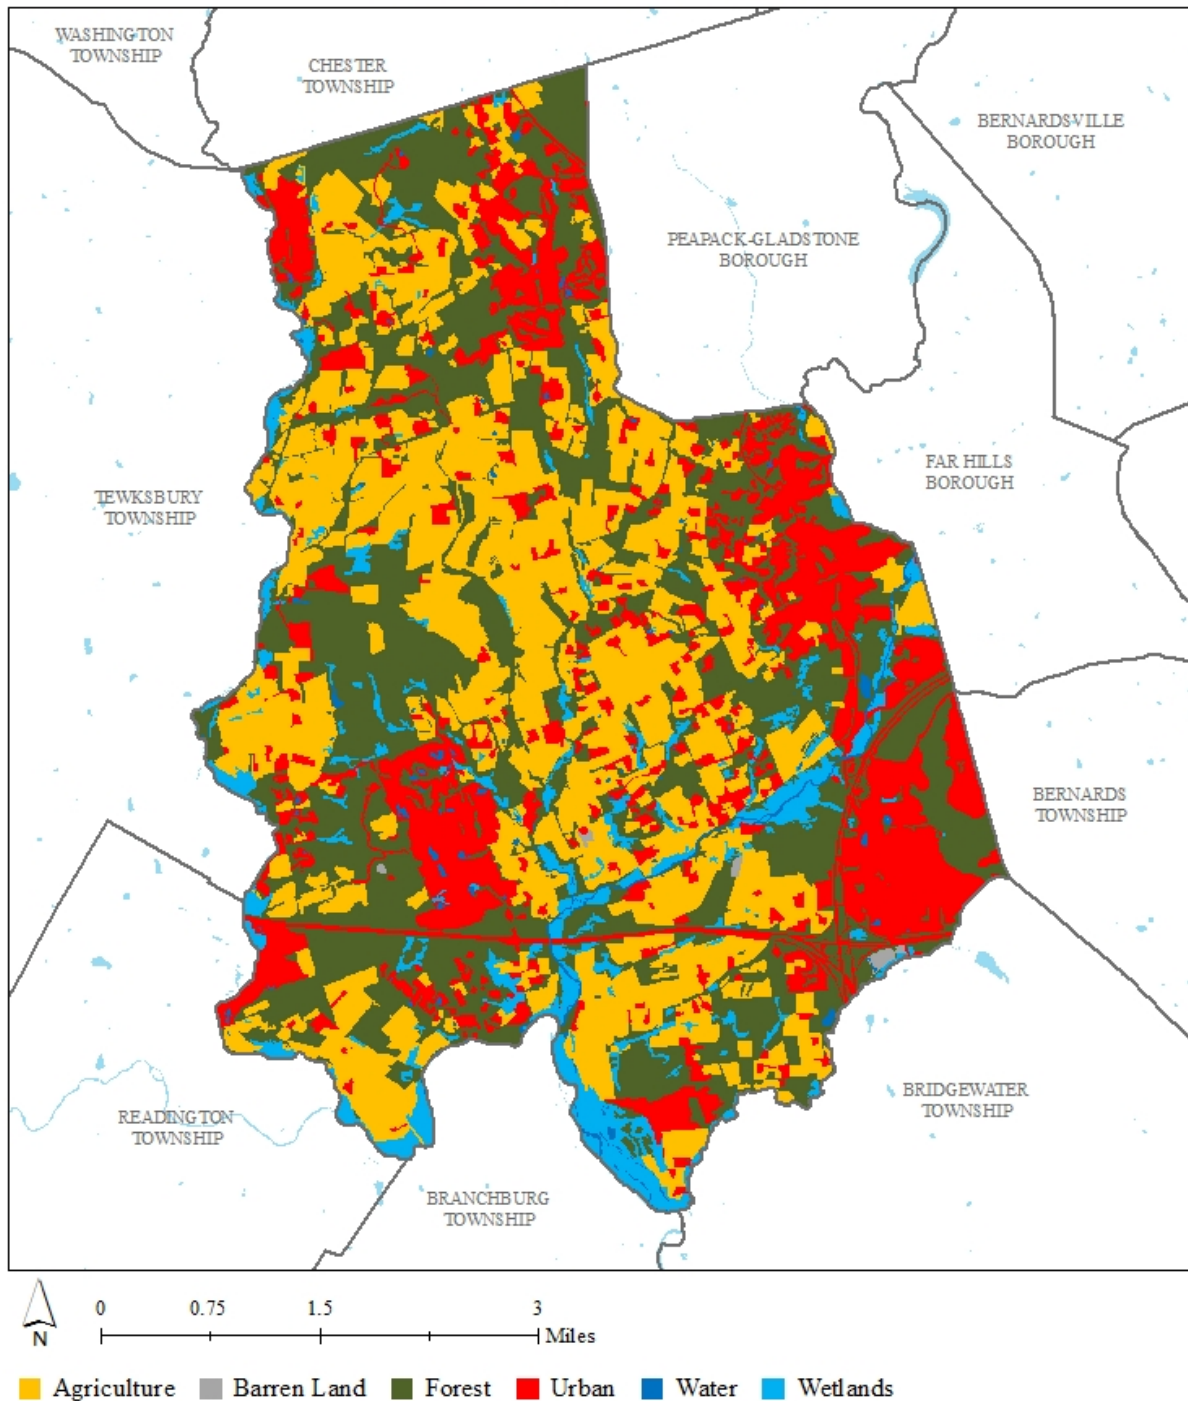 WASHINGTON
TOWNSHIP
CHESTER
TOWNSHIP
BERNARDSVILLE
BOROUGH
PEAPACK-GLADSTONE
BOROUGH
FAR HILLS
BOROUGH
TEWKSBURY
TOWNSHIP
BERNARDS
TOWNSHIP
BRIDGEWATER
TOWNSHIP
READINGTON
TOWNSHIP
BRANCHBURG
TOWNSHIP
N
0 0.75 1.5 3
Miles
Agriculture Barren Land Forest Urban Water Wetlands